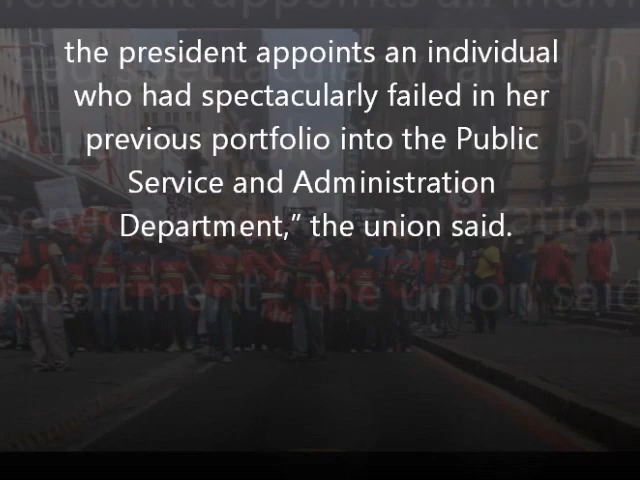 the president appoints an individual
who had spectacularly failed in her
previous portfolio into the Public
Service and Administration
Department,” the union said.